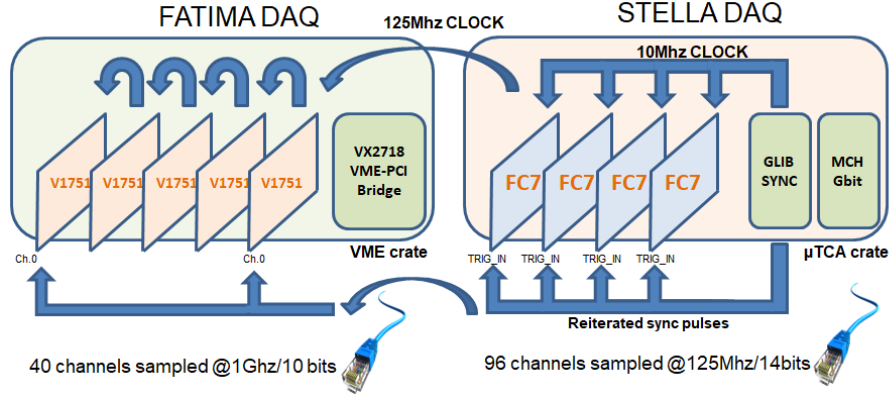 FATIMA DAQ
125Mhz CLOCK
STELLA DAQ
10Mhz CLOCK
V1751
V1751
V1751
V1751
V1751
VX2718
VME-PCI
Bridge
FC7
FC7
FC7
FC7
GLIB
SYNC
MCH
Gbit
VME crate
µTCA crate
Ch.0
Ch.0
TRIG_IN
TRIG_IN
TRIG_IN
TRIG_IN
Reiterated sync pulses
40 channels sampled @1Ghz/10 bits
96 channels sampled @125Mhz/14bits